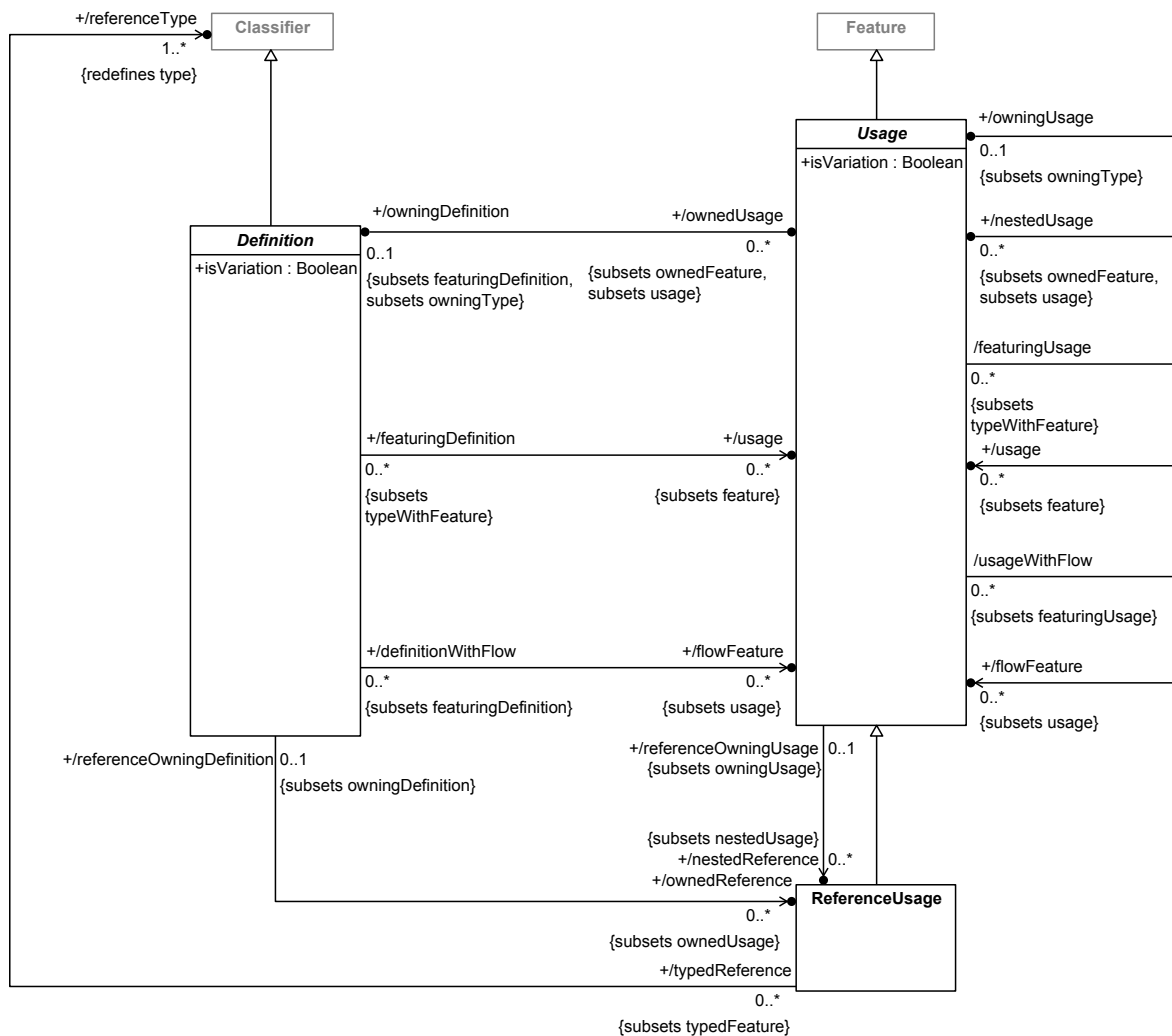 +/referenceType
Classifier
Feature
1..*
{redefines type}
+/owningUsage
Usage
0..1
+isVariation : Boolean
{subsets owningType}
+/owningDefinition
+/ownedUsage
+/nestedUsage
Definition
0..1
0..*
0..*
+isVariation : Boolean
{subsets featuringDefinition,
subsets owningType}
{subsets ownedFeature,
subsets usage}
{subsets ownedFeature,
subsets usage}
/featuringUsage
0..*
{subsets
typeWithFeature}
+/featuringDefinition
+/usage
+/usage
0..*
0..*
0..*
{subsets
typeWithFeature}
{subsets feature}
{subsets feature}
/usageWithFlow
0..*
{subsets featuringUsage}
+/definitionWithFlow
+/flowFeature
+/flowFeature
0..*
0..*
0..*
{subsets featuringDefinition}
{subsets usage}
{subsets usage}
+/referenceOwningDefinition
0..1
{subsets owningDefinition}
+/referenceOwningUsage
0..1
{subsets owningUsage}
{subsets nestedUsage}
+/nestedReference
0..*
+/ownedReference
ReferenceUsage
0..*
{subsets ownedUsage}
+/typedReference
0..*
{subsets typedFeature}